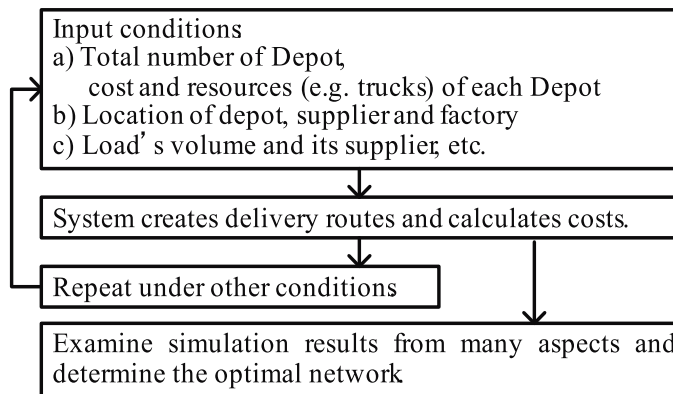 Input conditions
a) Total number of Depot,
cost and resources (e.g. trucks) of each Depot
b) Location of depot, supplier and factory
c) Load's volume and its supplier, etc.
System creates delivery routes and calculates costs.
Repeat under other conditions
Examine simulation results from many aspects and
determine the optimal network.